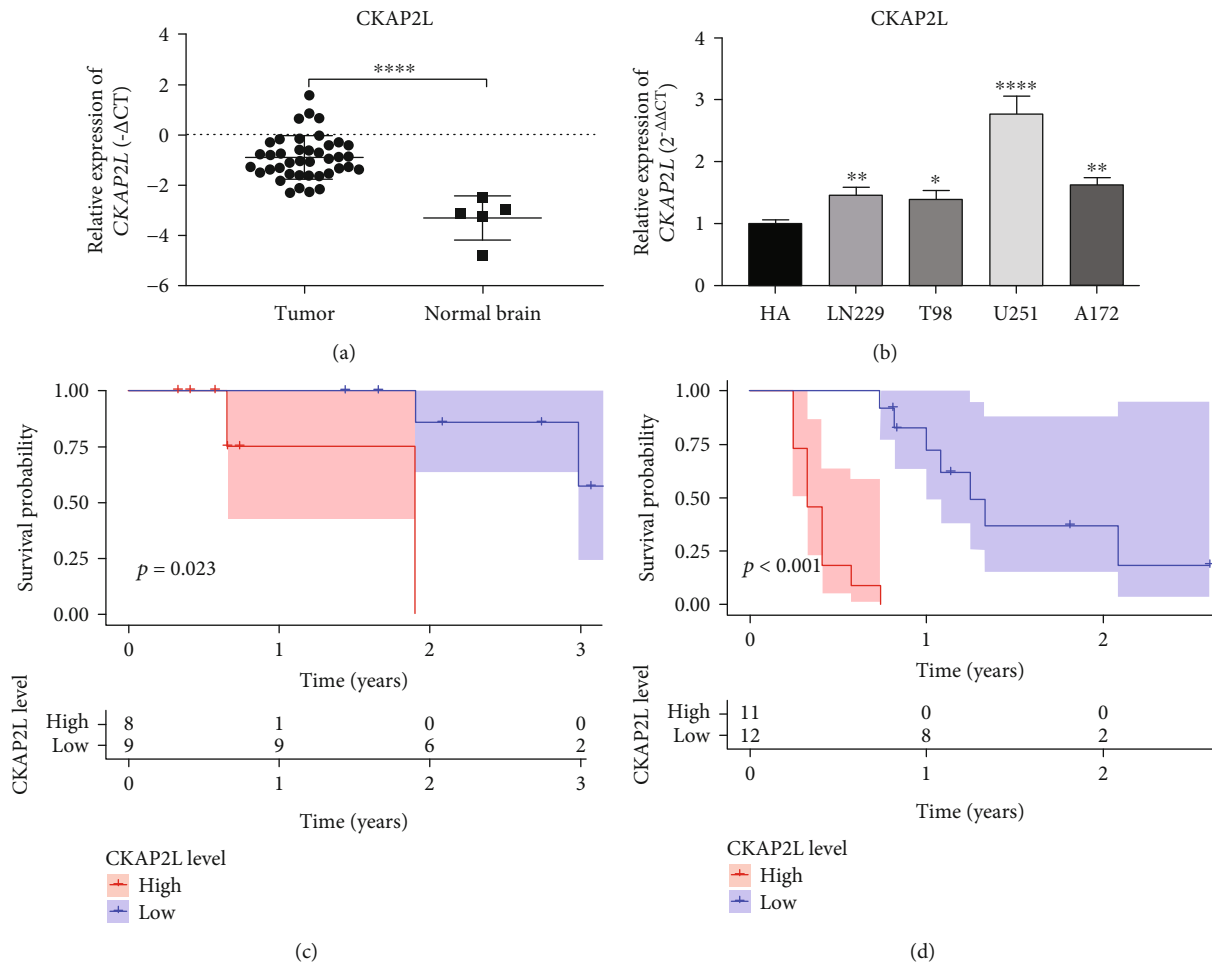 CKAP2L
Relative expression of
CKAP2L (-ΔCT)
4
2
0
−2
−4
−6
****
Tumor
Normal brain
(a)
CKAP2L
Relative expression of
CKAP2L (2^-ΔΔCT)
4
3
2
1
0
**
*
****
**
HA
LN229
T98
U251
A172
(b)
Survival probability
1.00
0.75
0.50
0.25
0.00
p = 0.023
0 1 2 3
Time (years)
CKAP2L level
High 8 1 0 0
Low 9 9 6 2
0 1 2 3
Time (years)
CKAP2L level
High
Low
(c)
Survival probability
1.00
0.75
0.50
0.25
0.00
p < 0.001
0 1 2
Time (years)
CKAP2L level
High 11 0 0
Low 12 8 2
0 1 2
Time (years)
CKAP2L level
High
Low
(d)